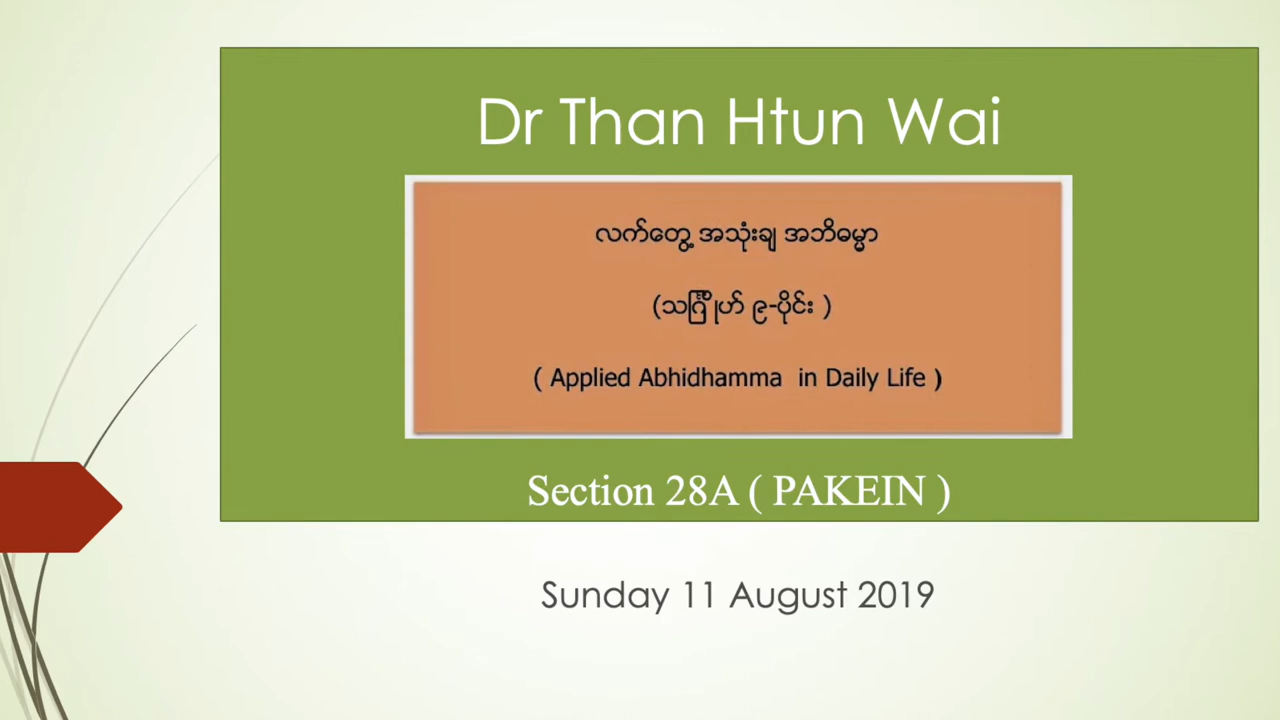 Dr Than Htun Wai
လက်တွေ့ အသုံးချ အဘိဓမ္မာ
(သင်္ဂြိုဟ် ၉-ပိုင်း )
( Applied Abhidhamma in Daily Life )
Section 28A ( PAKEIN )
Sunday 11 August 2019